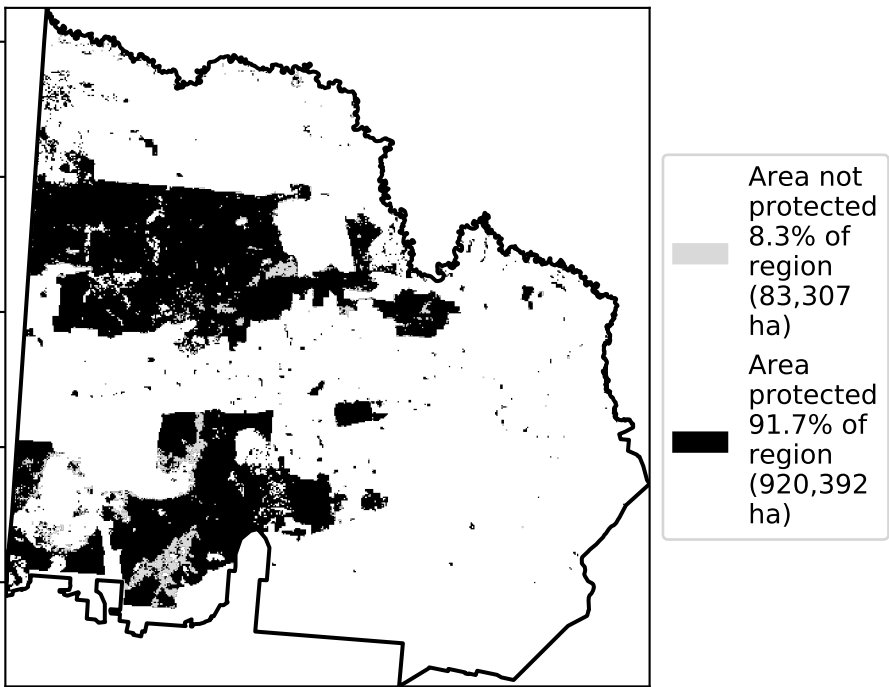 Area not
protected
8.3% of
region
(83,307
ha)
Area
protected
91.7% of
region
(920,392
ha)